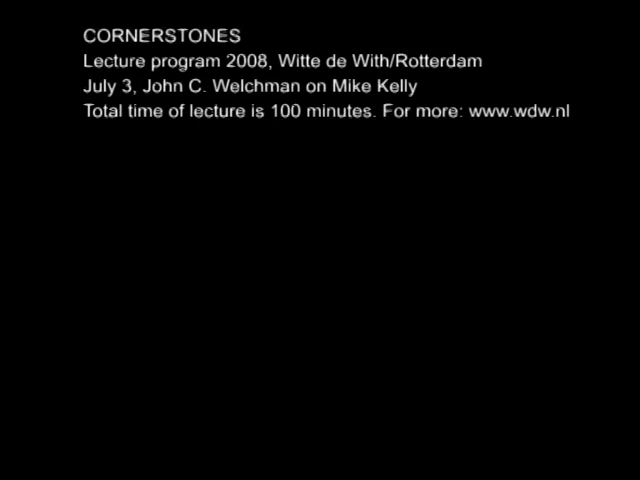 CORNERSTONES
Lecture program 2008, Witte de With/Rotterdam
July 3, John C. Welchman on Mike Kelly
Total time of lecture is 100 minutes. For more: www.wdw.nl